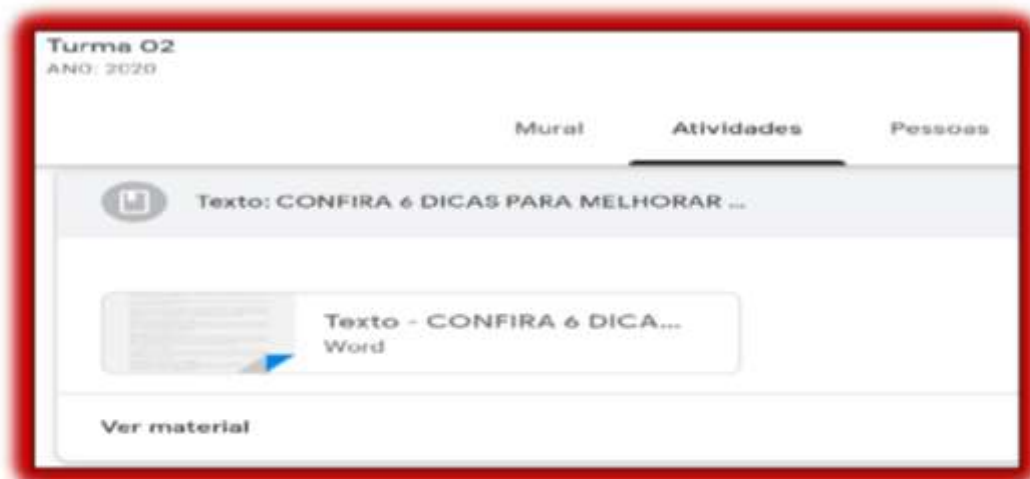 Turma 02
ANO: 2020
Mural Atividades Pessoas
Texto: CONFIRA 6 DICAS PARA MELHORAR ...
Texto - CONFIRA 6 DICA...
Word
Ver material